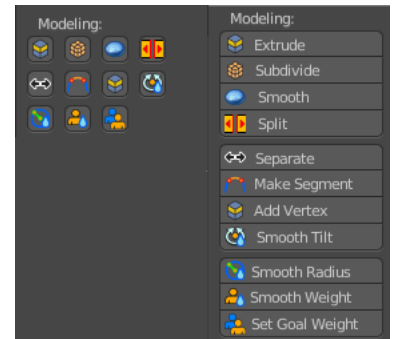 Modeling:
Modeling:
Extrude
Subdivide
Smooth
Split
Separate
Make Segment
Add Vertex
Smooth Tilt
Smooth Radius
Smooth Weight
Set Goal Weight